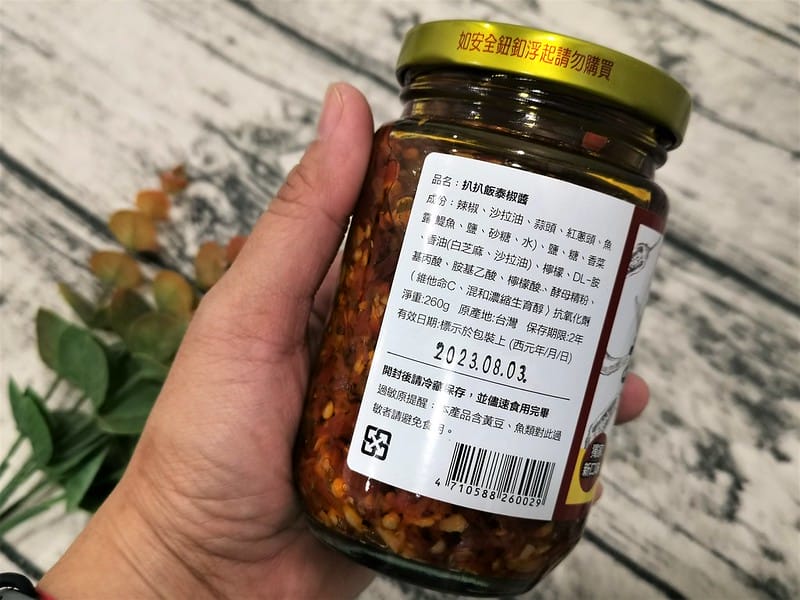 如安全鈕釦浮起請勿購買
品名：扒扒飯泰椒醬
成份：辣椒、沙拉油、蒜頭、紅蔥頭、魚
露(鯷魚、鹽、砂糖、水)、鹽、糖、香菜
、香油(白芝麻、沙拉油)、檸檬、DL-胺
基丙酸、胺基乙酸、檸檬酸、酵母精粉、
(維他命C、混和濃縮生育醇）抗氧化劑
淨重:260g 原產地:台灣 保存期限:2年
有效日期:標示於包裝上 (西元年/月/日)
2023.08.03.
開封後請冷藏保存，並儘速食用完畢
過敏原提醒：本產品含黃豆、魚類對此過
敏者請避免食用。
4 710588 260029